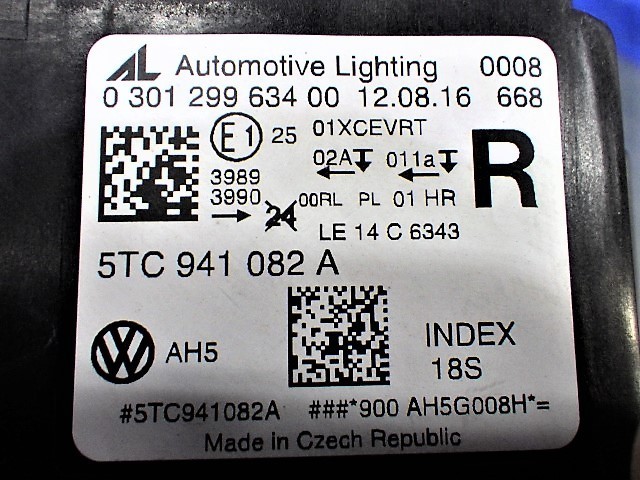 AL Automotive Lighting 0008
0 301 299 634 00 12.08.16 668
E1 25 01XCEVRT
02A 011a R
3989
3990 24 00RL PL 01 HR
LE 14 C 6343
5TC 941 082 A
VW AH5 INDEX
18S
#5TC941082A ###*900 AH5G008H*=
Made in Czech Republic